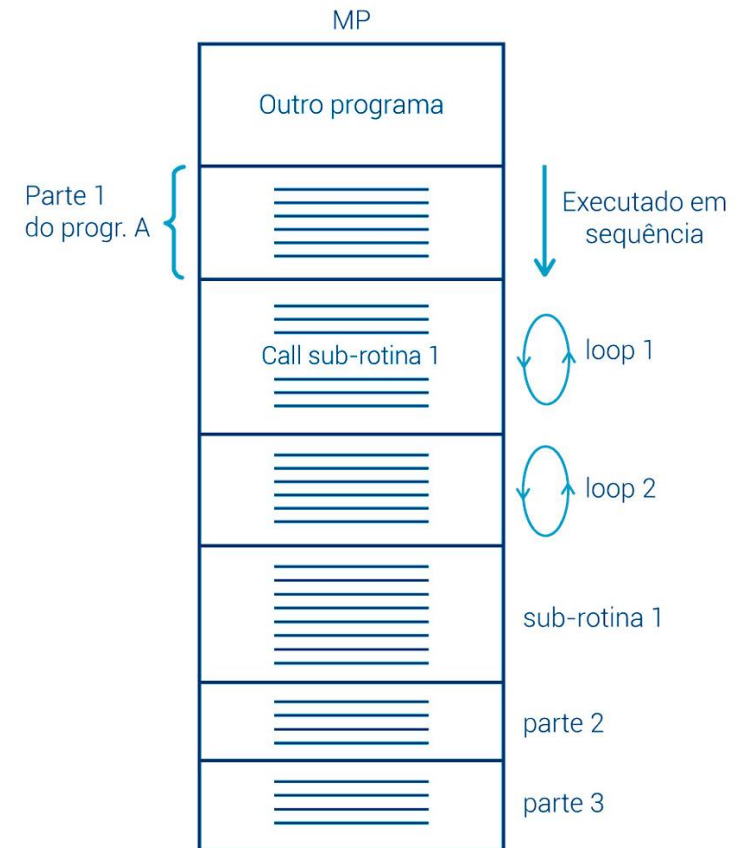 MP
Outro programa
Parte 1
do progr. A
Executado em
sequência
Call sub-rotina 1
loop 1
loop 2
sub-rotina 1
parte 2
parte 3